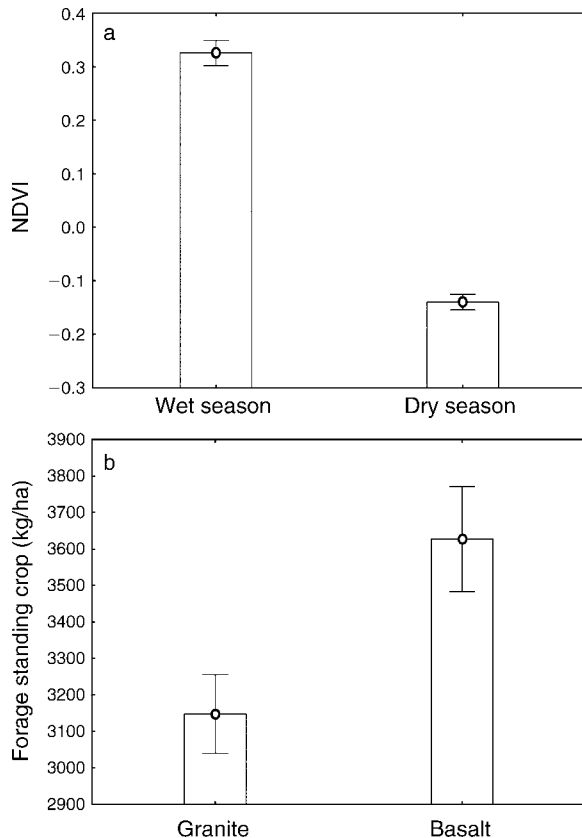 0.4
a
0.3
0.2
0.1
0.0
−0.1
−0.2
−0.3
NDVI
Wet season
Dry season
3900
b
3800
3700
3600
3500
3400
3300
3200
3100
3000
2900
Forage standing crop (kg/ha)
Granite
Basalt